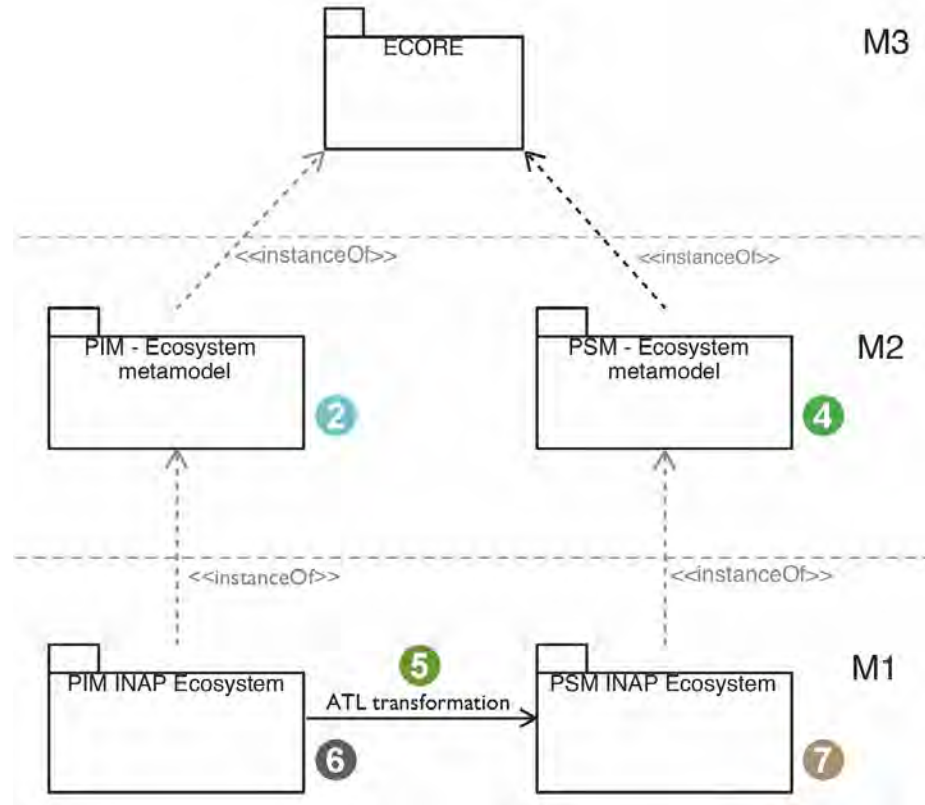 ECORE
M3
<<instanceOf>>
<<instanceOf>>
PIM - Ecosystem
metamodel
2
PSM - Ecosystem
metamodel
4
M2
<<instanceOf>>
<<instanceOf>>
PIM INAP Ecosystem
6
5
ATL transformation
PSM INAP Ecosystem
7
M1